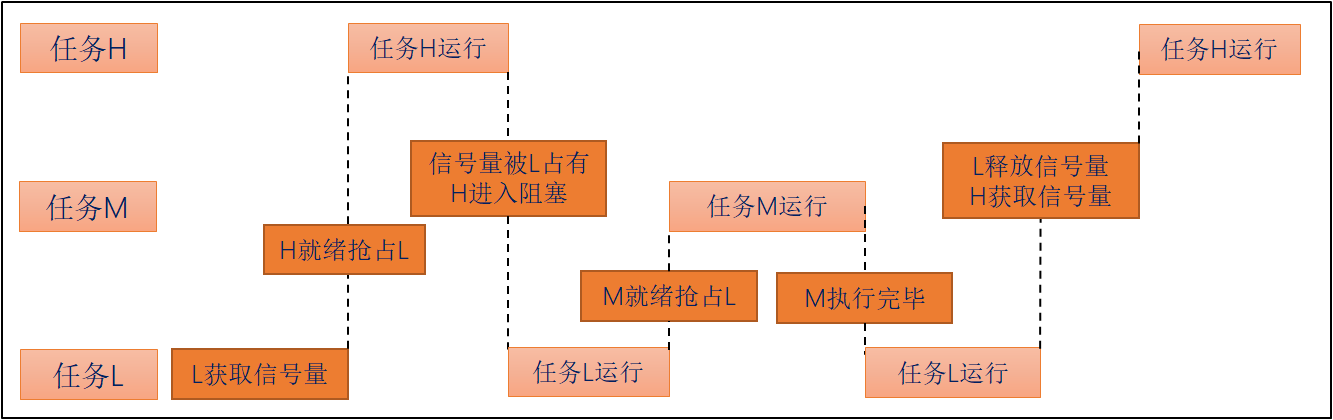 任务H
任务H运行
任务H运行
信号量被L占有
H进入阻塞
L释放信号量
H获取信号量
任务M
任务M运行
H就绪抢占L
M就绪抢占L
M执行完毕
任务L
L获取信号量
任务L运行
任务L运行